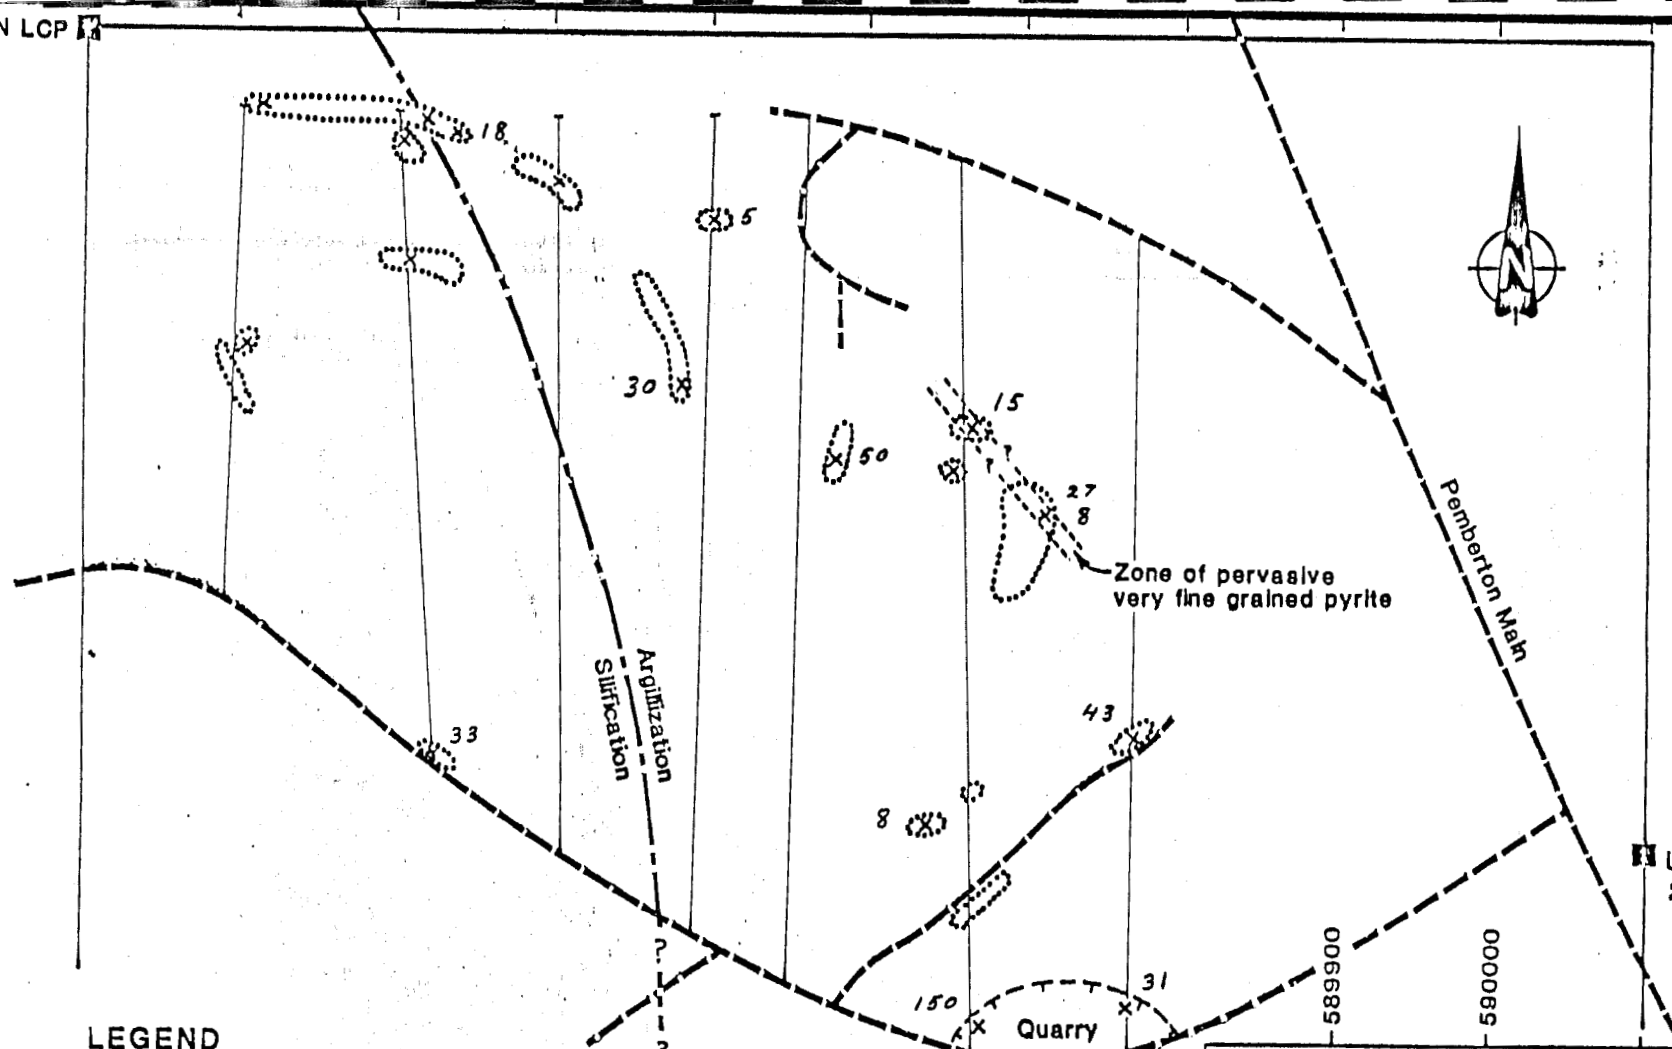 N LCP
18
5
N
30
15
50
?
?
27
8
Zone of pervasive
very fine grained pyrite
Pemberton Main
Argillization
Silification
33
43
8
?
150
31
Quarry
589900
590000
L
LEGEND
?